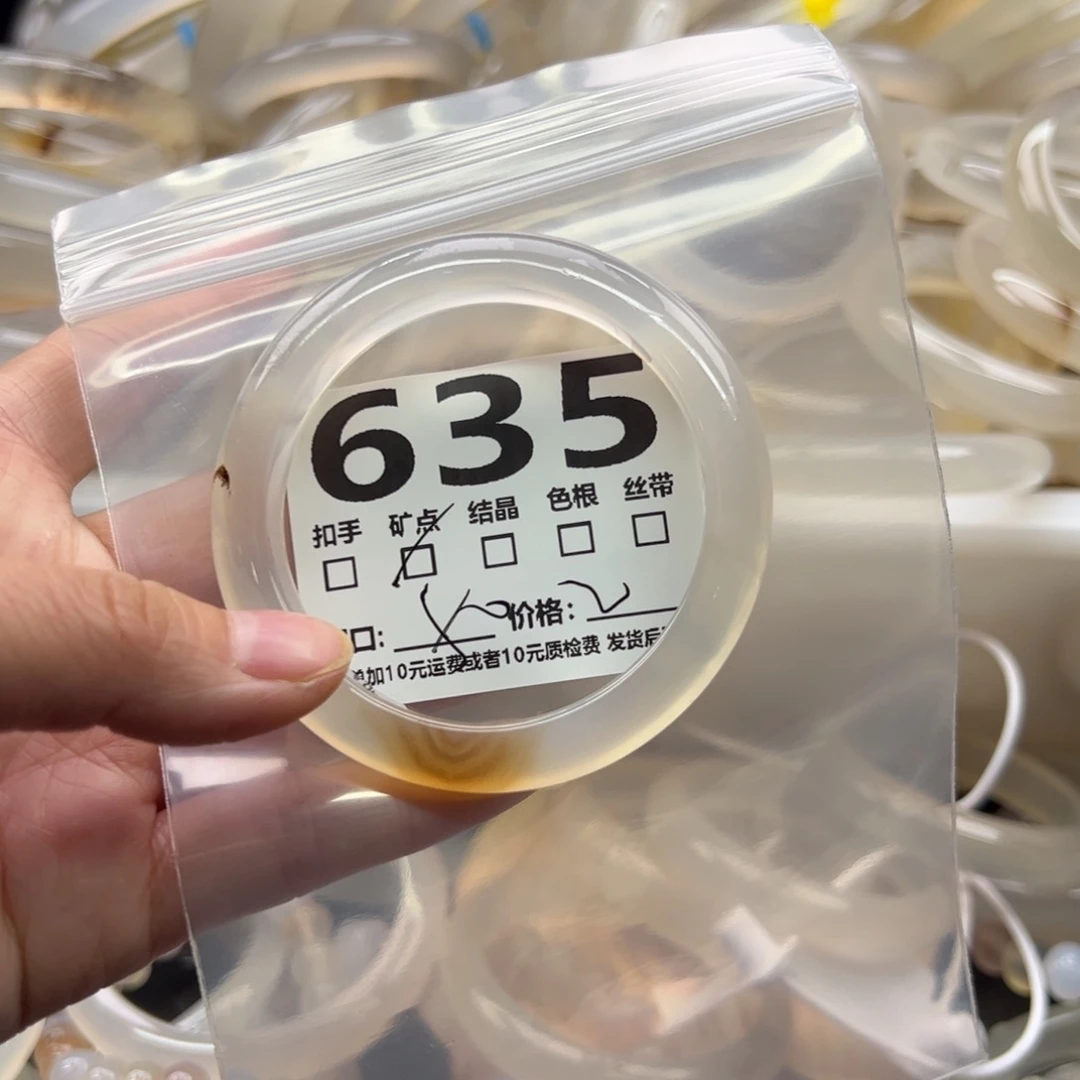 635
扣手 矿点 结晶 色根 丝带
口: 价格:
加10元运费或者10元质检费 发货后